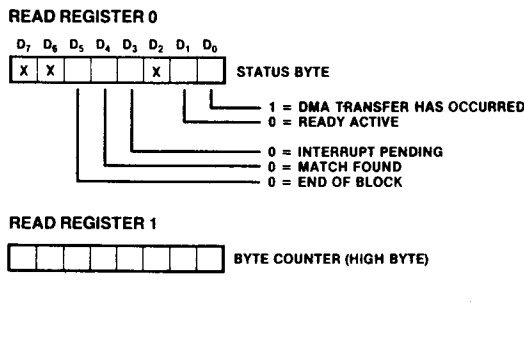 READ REGISTER 0
D7 D6 D5 D4 D3 D2 D1 D0
X X X STATUS BYTE
1 = DMA TRANSFER HAS OCCURRED
0 = READY ACTIVE
0 = INTERRUPT PENDING
0 = MATCH FOUND
0 = END OF BLOCK
READ REGISTER 1
BYTE COUNTER (HIGH BYTE)